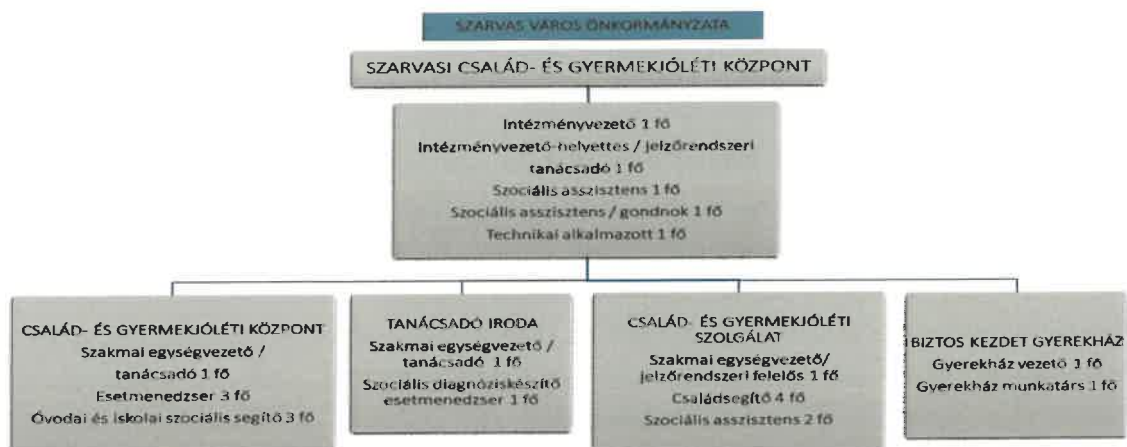 SZARVAS VÁROS ÖNKORMÁNYZATA
SZARVASI CSALÁD- ÉS GYERMEKJÓLÉTI KÖZPONT
Intézményvezető 1 fő
Intézményvezető-helyettes / jelzőrendszeri
tanácsadó 1 fő
Szociális asszisztens 1 fő
Szociális asszisztens / gondnok 1 fő
Technikai alkalmazott 1 fő
CSALÁD- ÉS GYERMEKJÓLÉTI KÖZPONT
Szakmai egységvezető /
tanácsadó 1 fő
Esetmenedzser 3 fő
Óvodai és iskolai szociális segítő 3 fő
TANÁCSADÓ IRODA
Szakmai egységvezető /
tanácsadó 1 fő
Szociális diagnóziskészítő
esetmenedzser 1 fő
CSALÁD- ÉS GYERMEKJÓLÉTI
SZOLGÁLAT
Szakmai egységvezető/
jelzőrendszeri felelős 1 fő
Családsegítő 4 fő
Szociális asszisztens 2 fő
BIZTOS KEZDET GYEREKHÁZ
Gyerekház vezető 1 fő
Gyerekház munkatárs 1 fő